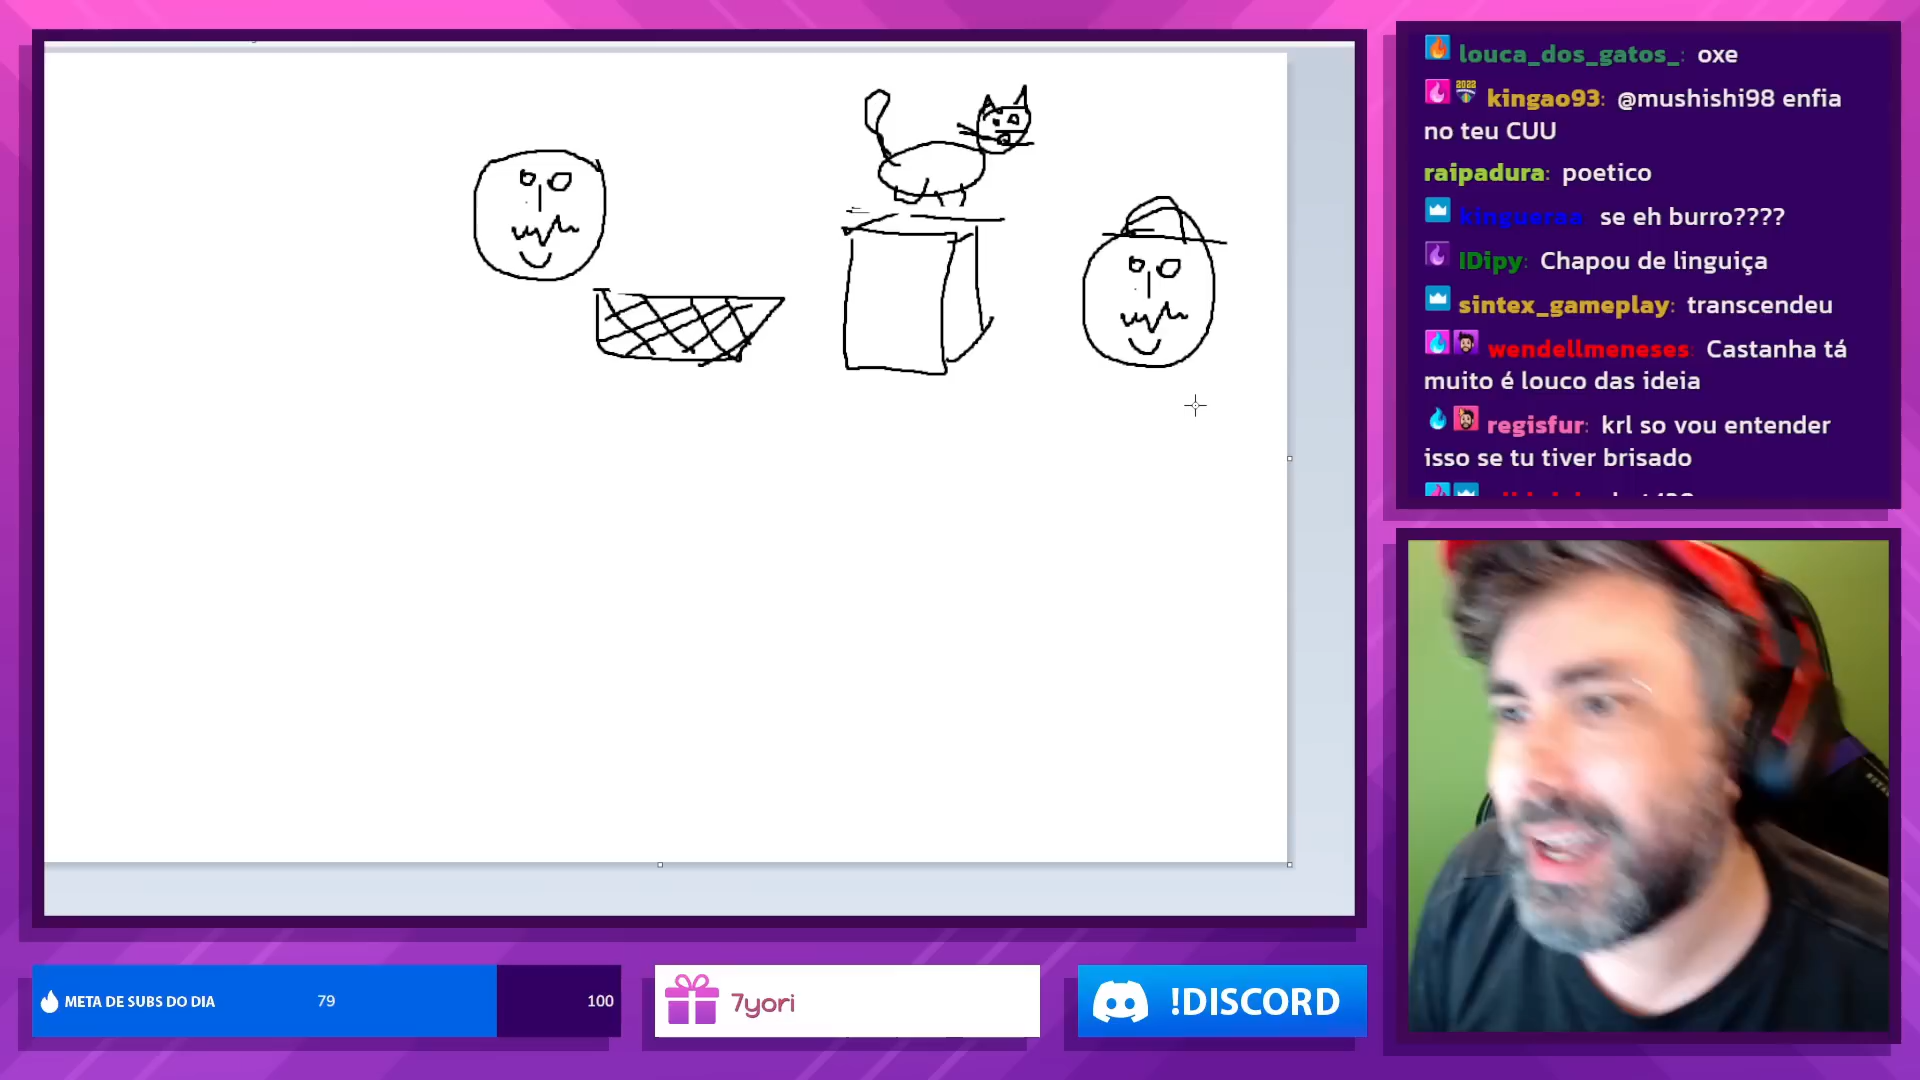 louca_dos_gatos_: oxe
kingao93: @mushishi98 enfia
no teu CUU
raipadura: poetico
kingueraa se eh burro????
IDipy: Chapou de linguiça
sintex_gameplay: transcendeu
wendellmeneses: Castanha tá
muito é louco das ideia
regisfur: krl so vou entender
isso se tu tiver brisado
META DE SUBS DO DIA 79 100
7yori
!DISCORD